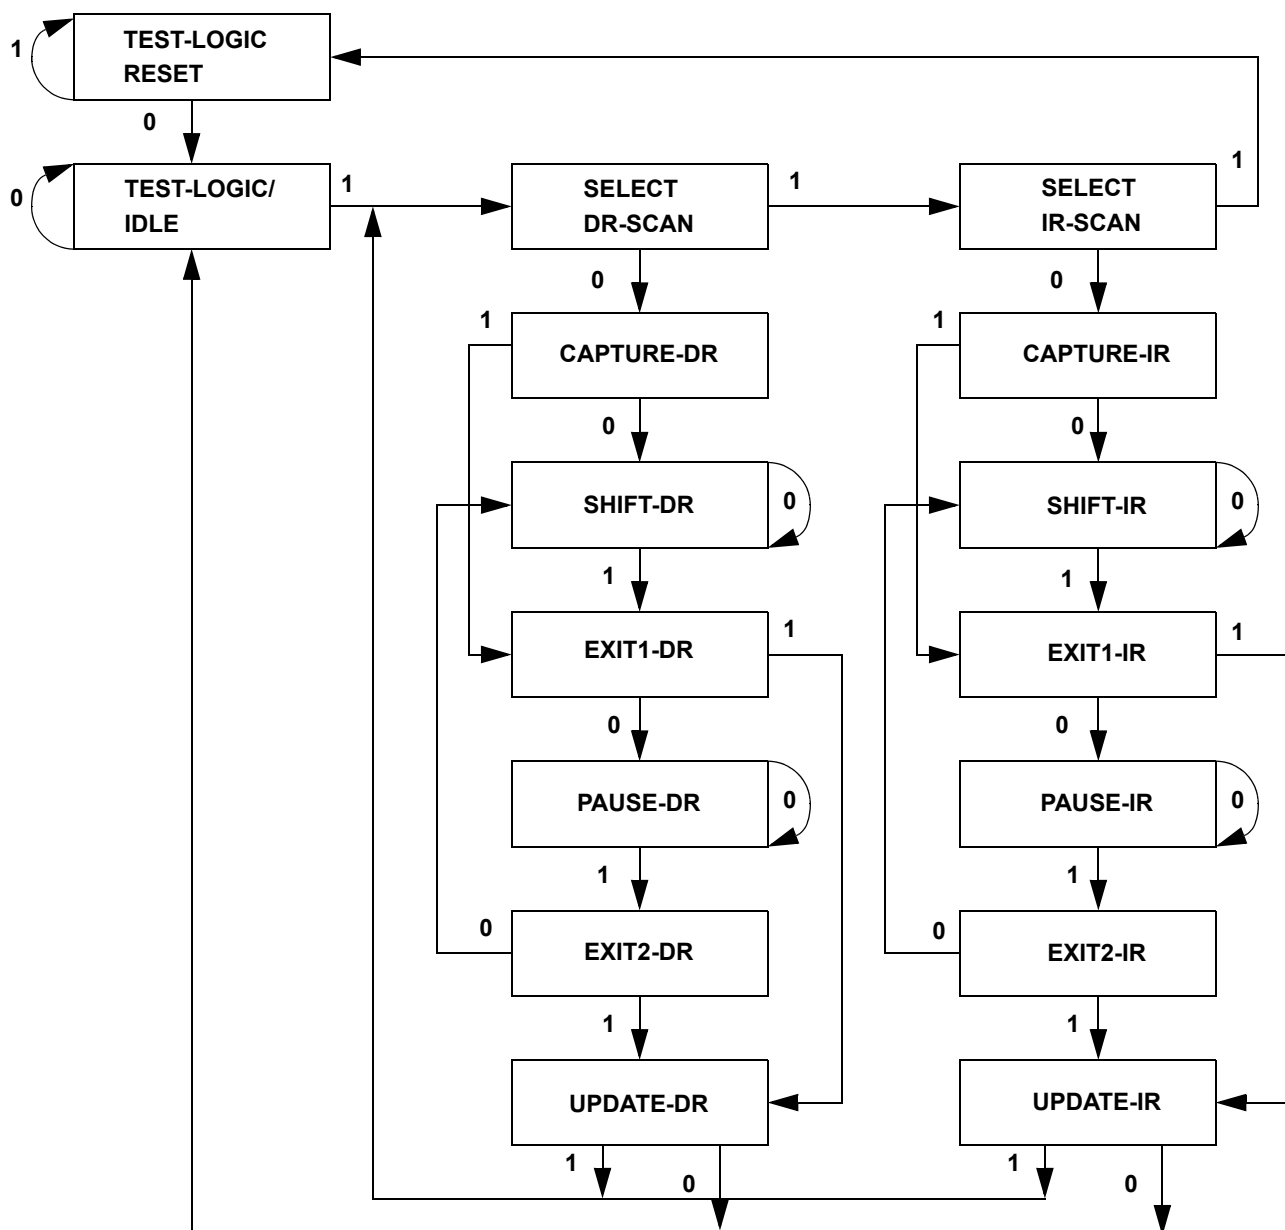 1
TEST-LOGIC
RESET
0
0
TEST-LOGIC/
IDLE
1
SELECT
DR-SCAN
1
SELECT
IR-SCAN
1
0
0
1
CAPTURE-DR
1
CAPTURE-IR
0
0
SHIFT-DR
0
SHIFT-IR
0
1
1
EXIT1-DR
1
EXIT1-IR
1
0
0
PAUSE-DR
0
PAUSE-IR
0
1
1
0
EXIT2-DR
0
EXIT2-IR
1
1
UPDATE-DR
UPDATE-IR
1
0
1
0